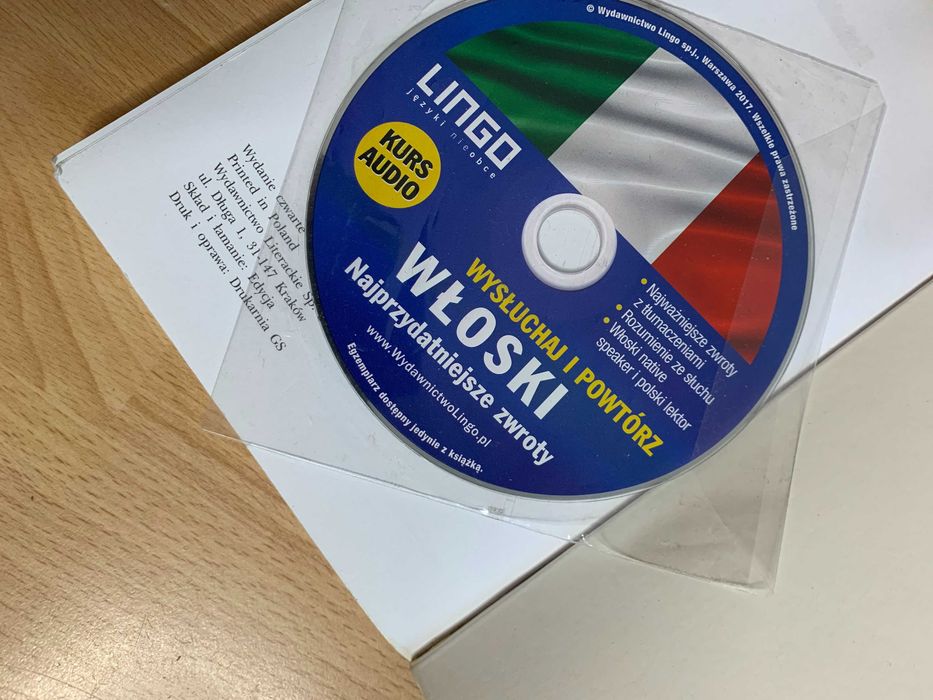 © Wydawnictwo Lingo sp.j., Warszawa 2017. Wszelkie prawa zastrzeżone
LINGO
języki nieobce
KURS
AUDIO
WYSŁUCHAJ I POWTÓRZ
WŁOSKI
Najprzydatniejsze zwroty
www.WydawnictwoLingo.pl
Egzemplarz dostępny jedynie z książką.
• Najważniejsze zwroty
z tłumaczeniami
• Rozumienie ze słuchu
• Włoski native
speaker i polski lektor
Wydanie czwarte
Printed in Poland
Wydawnictwo Literackie Sp.
ul. Długa 1, 31-147 Kraków
Skład i łamanie: Edycja
Druk i oprawa: Drukarnia GS